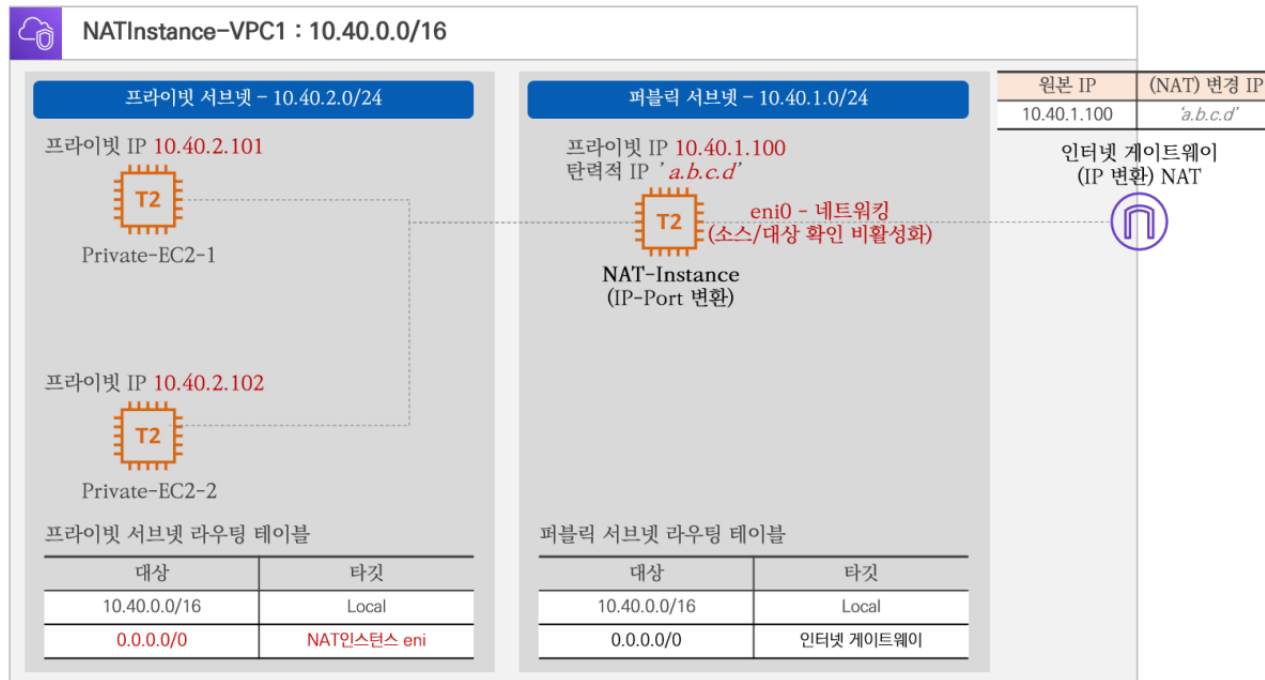 NATInstance-VPC1 : 10.40.0.0/16
프라이빗 서브넷 – 10.40.2.0/24
프라이빗 IP 10.40.2.101
T2
Private-EC2-1
프라이빗 IP 10.40.2.102
T2
Private-EC2-2
프라이빗 서브넷 라우팅 테이블
대상 타깃
10.40.0.0/16 Local
0.0.0.0/0 NAT인스턴스 eni
퍼블릭 서브넷 – 10.40.1.0/24
프라이빗 IP 10.40.1.100
탄력적 IP ' a.b.c.d'
T2
eni0 - 네트워킹
(소스/대상 확인 비활성화)
NAT-Instance
(IP-Port 변환)
퍼블릭 서브넷 라우팅 테이블
대상 타깃
10.40.0.0/16 Local
0.0.0.0/0 인터넷 게이트웨이
원본 IP (NAT) 변경 IP
10.40.1.100 'a.b.c.d'
인터넷 게이트웨이
(IP 변환) NAT